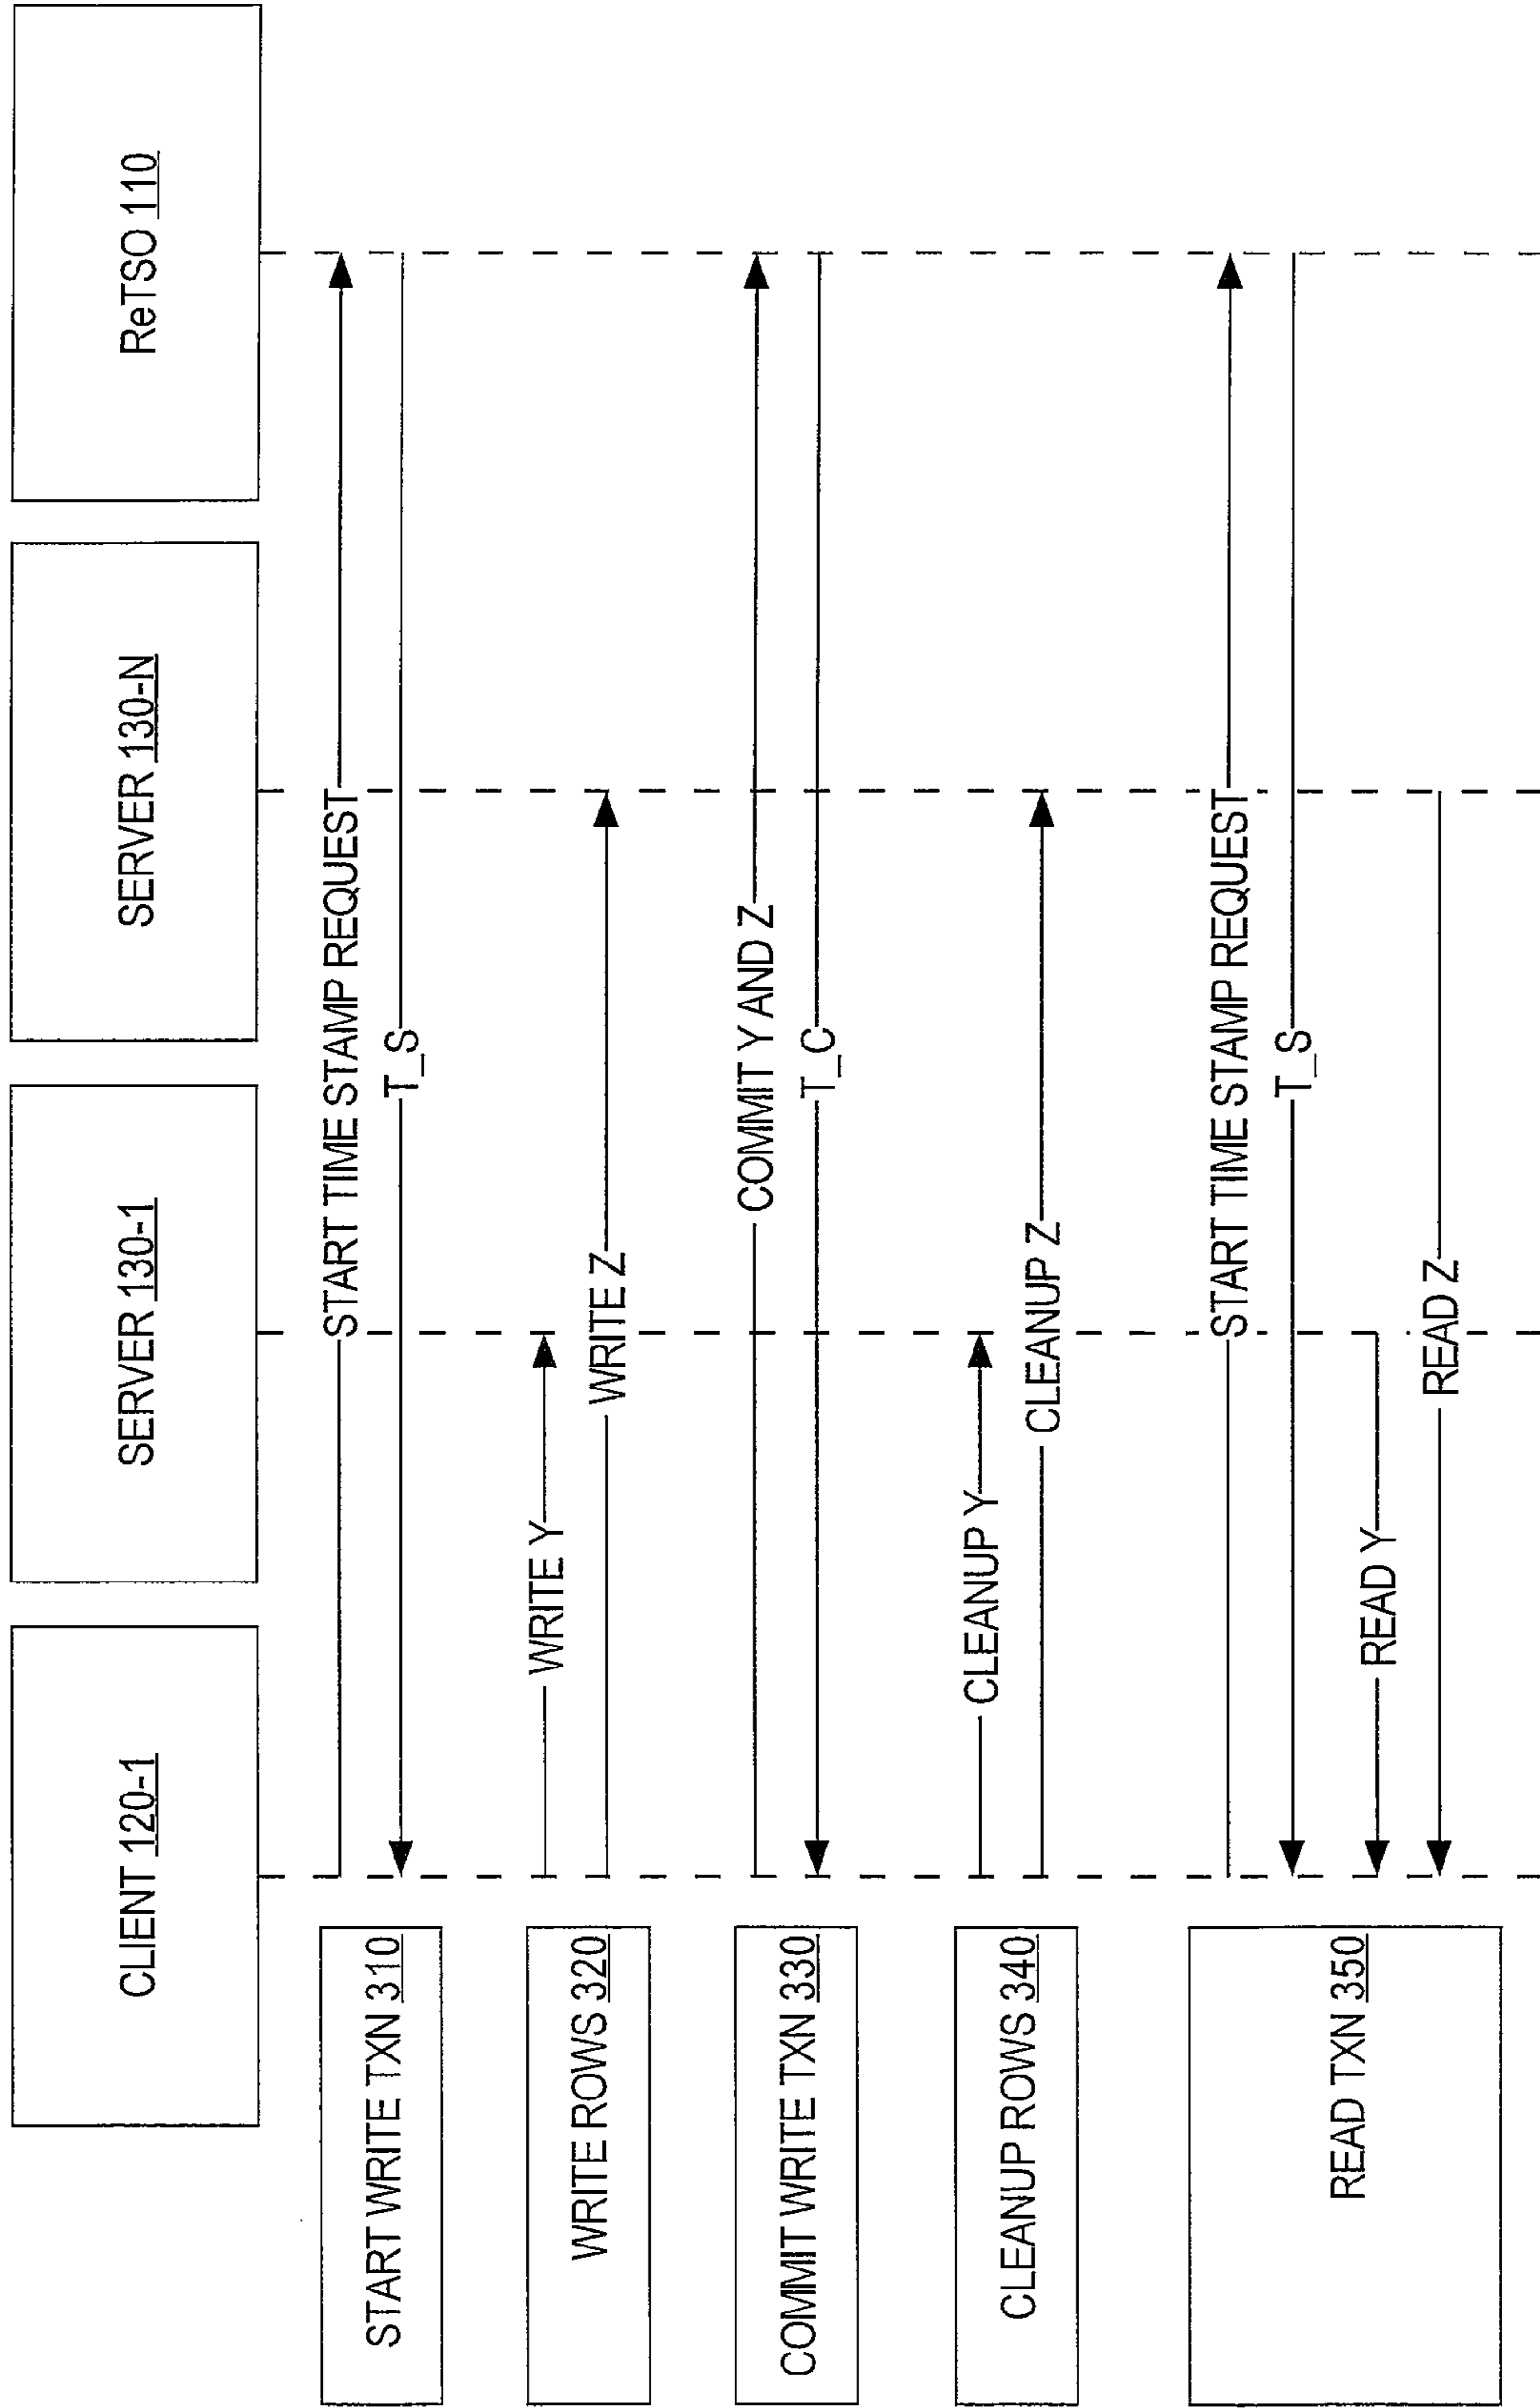 CLIENT 120-1
SERVER 130-1
SERVER 130-N
ReTSO 110
START WRITE TXN 310
START TIME STAMP REQUEST
T_S
WRITE ROWS 320
WRITE Y
WRITE Z
COMMIT WRITE TXN 330
COMMIT Y AND Z
T_C
CLEANUP ROWS 340
CLEANUP Y
CLEANUP Z
READ TXN 350
START TIME STAMP REQUEST
T_S
READ Y
READ Z